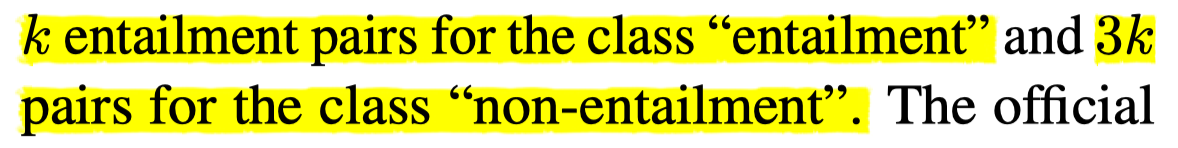 k entailment pairs for the class “entailment” and 3k
pairs for the class “non-entailment”. The official